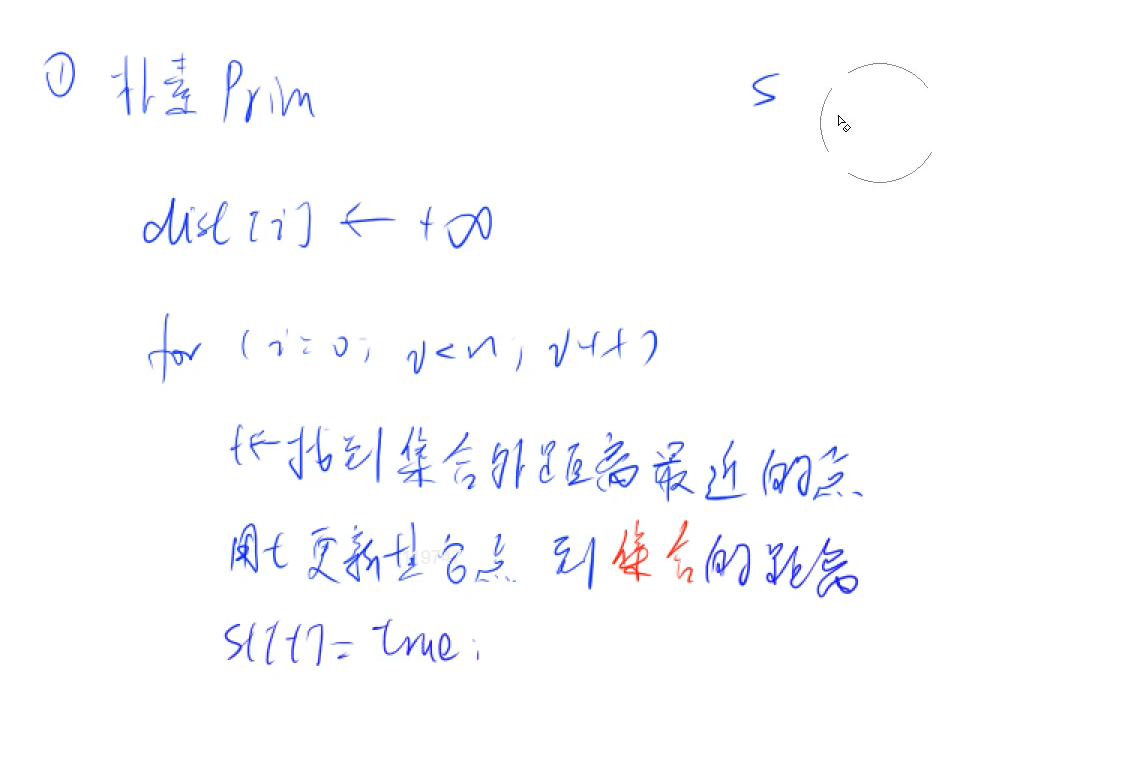 ① 朴素 Prim
S
dist[i] ← +∞
for (i=0; i<n; i++)
t←找到集合外距离最近的点
用t更新其它点 到集合的距离
st[t]=true;